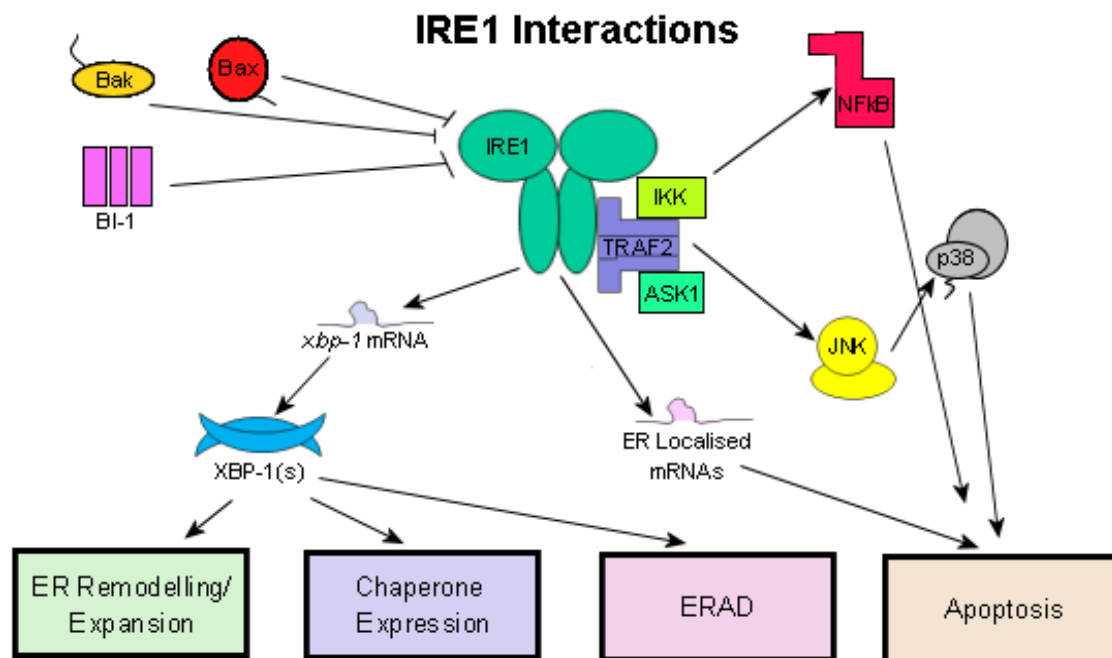 IRE1 Interactions
Bak
Bax
NFkB
IRE1
IKK
BI-1
TRAF2
p38
ASK1
xbp-1 mRNA
JNK
ER Localised
mRNAs
XBP-1(s)
ER Remodelling/
Expansion
Chaperone
Expression
ERAD
Apoptosis